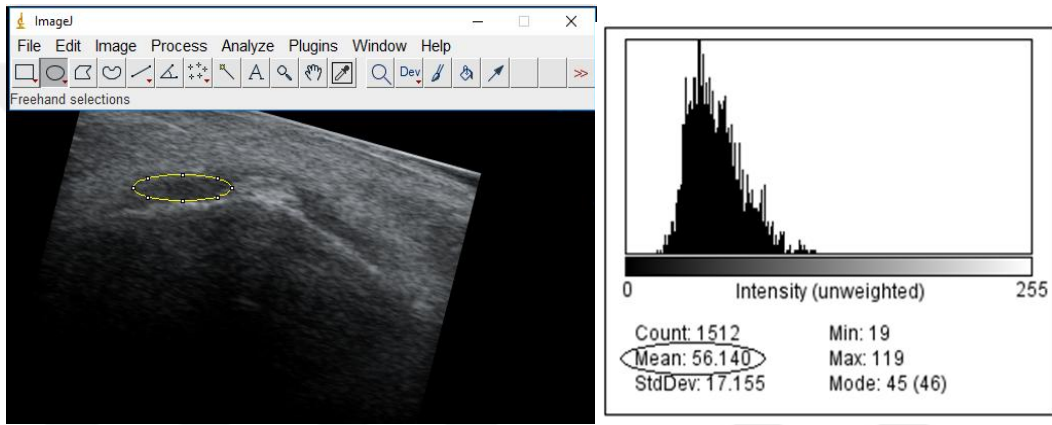 ImageJ
File Edit Image Process Analyze Plugins Window Help
A Dev >>
Freehand selections
0 Intensity (unweighted) 255
Count: 1512 Min: 19
Mean: 56.140 Max: 119
StdDev: 17.155 Mode: 45 (46)